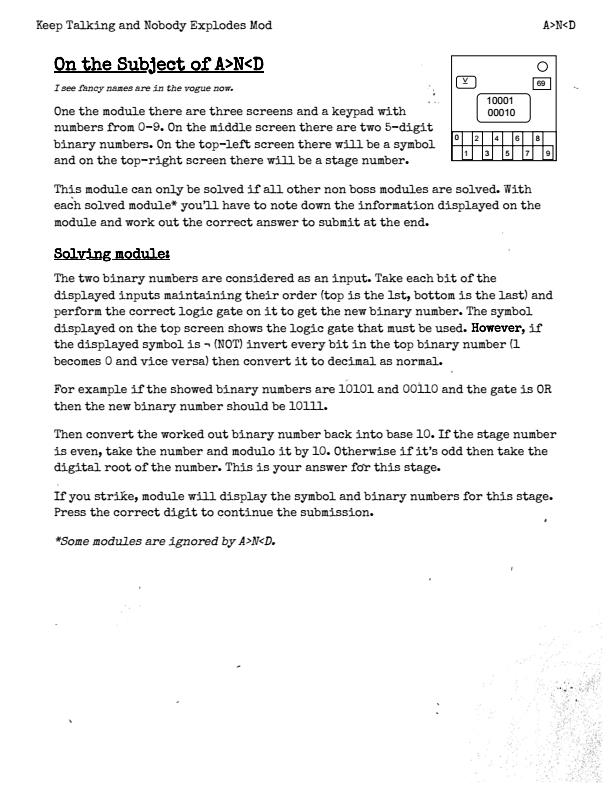 Keep Talking and Nobody Explodes Mod A>N<D
On the Subject of A>N<D
I see fancy names are in the vogue now.
One the module there are three screens and a keypad with
numbers from 0-9. On the middle screen there are two 5-digit
binary numbers. On the top-left screen there will be a symbol
and on the top-right screen there will be a stage number.
⊻
69
10001
00010
0 2 4 6 8
1 3 5 7 9
This module can only be solved if all other non boss modules are solved. With
each solved module* you'll have to note down the information displayed on the
module and work out the correct answer to submit at the end.
Solving module:
The two binary numbers are considered as an input. Take each bit of the
displayed inputs maintaining their order (top is the 1st, bottom is the last) and
perform the correct logic gate on it to get the new binary number. The symbol
displayed on the top screen shows the logic gate that must be used. However, if
the displayed symbol is ¬ (NOT) invert every bit in the top binary number (1
becomes 0 and vice versa) then convert it to decimal as normal.
For example if the showed binary numbers are 10101 and 00110 and the gate is OR
then the new binary number should be 10111.
Then convert the worked out binary number back into base 10. If the stage number
is even, take the number and modulo it by 10. Otherwise if it's odd then take the
digital root of the number. This is your answer for this stage.
If you strike, module will display the symbol and binary numbers for this stage.
Press the correct digit to continue the submission.
*Some modules are ignored by A>N<D.